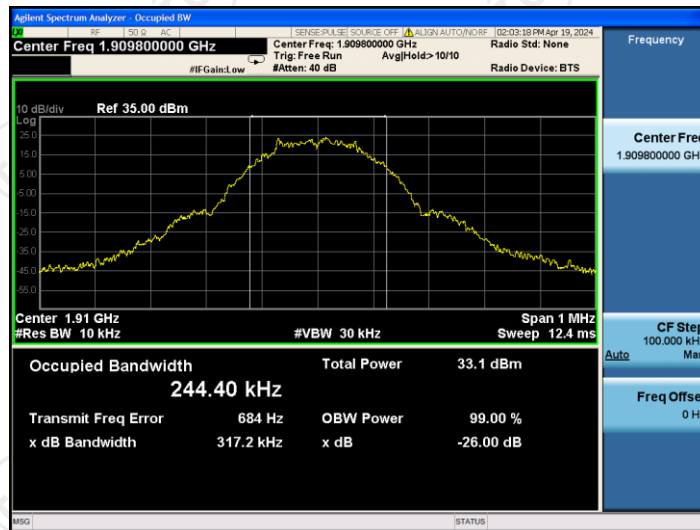 Agilent Spectrum Analyzer - Occupied BW
RF 50 Ω AC SENSE:PULSE SOURCE OFF ALIGN AUTO/NORF 02:03:18 PM Apr 19, 2024
Center Freq 1.909800000 GHz
Center Freq: 1.909800000 GHz Radio Std: None
Trig: Free Run Avg|Hold:>10/10
#IFGain:Low #Atten: 40 dB Radio Device: BTS
Frequency
10 dB/div Ref 35.00 dBm
Log
25.0
15.0
5.00
-5.00
-15.0
-25.0
-35.0
-45.0
-55.0
Center 1.91 GHz Span 1 MHz
#Res BW 10 kHz #VBW 30 kHz Sweep 12.4 ms
Occupied Bandwidth Total Power 33.1 dBm
244.40 kHz
Transmit Freq Error 684 Hz OBW Power 99.00 %
x dB Bandwidth 317.2 kHz x dB -26.00 dB
Center Fre
1.909800000 GH
CF Step
100.000 kH
Auto Ma
Freq Offse
0 H
MSG STATUS